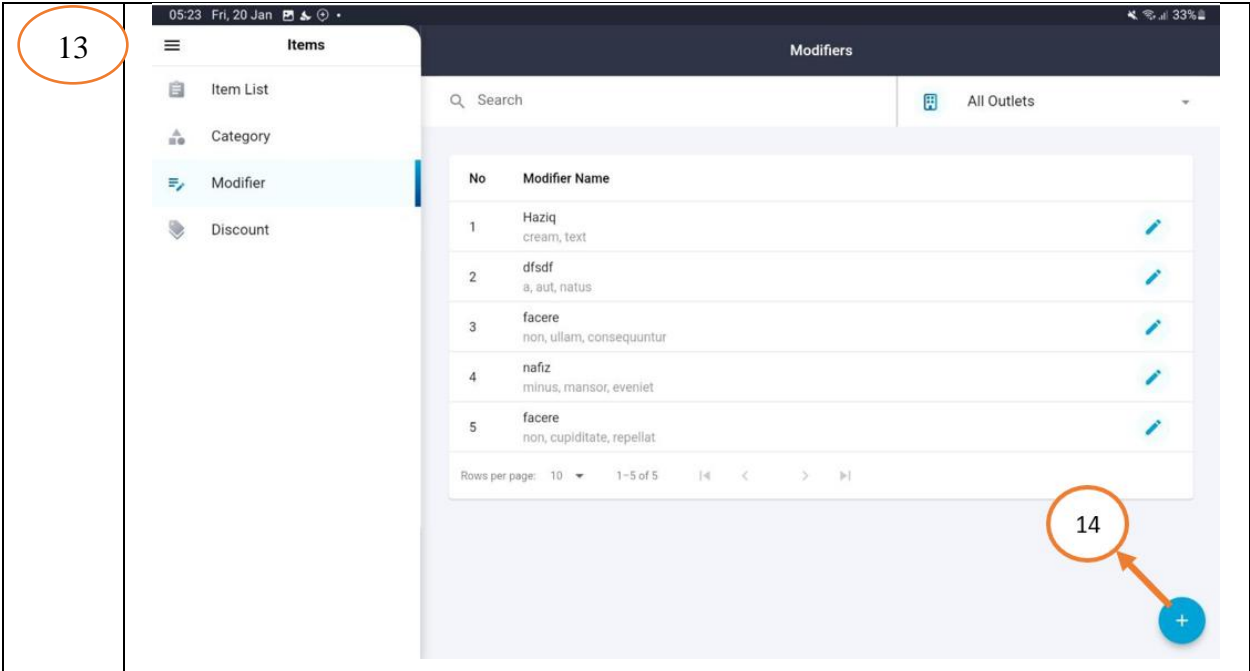 13
05:23 Fri, 20 Jan
33%
Items
Modifiers
Item List
Search
All Outlets
Category
Modifier
Discount
No Modifier Name
1 Haziq
cream, text
2 dfsdf
a, aut, natus
3 facere
non, ullam, consequuntur
4 nafiz
minus, mansor, eveniet
5 facere
non, cupiditate, repellat
Rows per page: 10 1-5 of 5
14